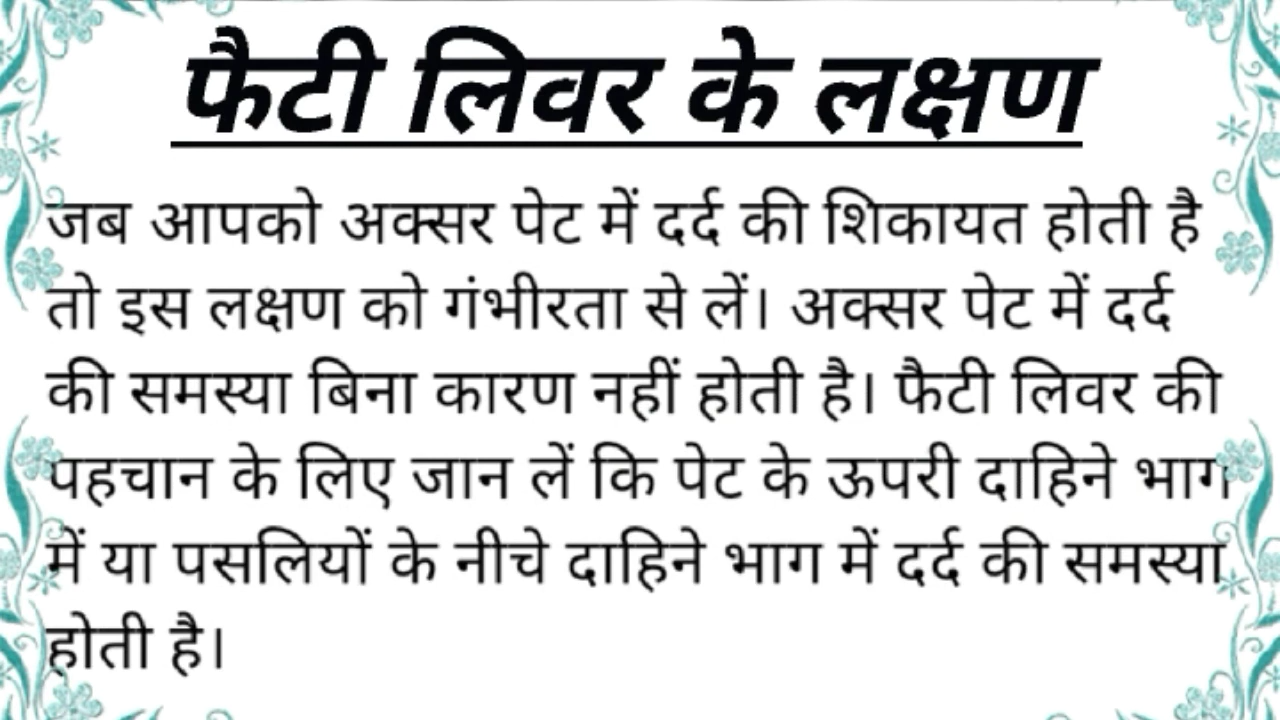 फैटी लिवर के लक्षण
जब आपको अक्सर पेट में दर्द की शिकायत होती है
तो इस लक्षण को गंभीरता से लें। अक्सर पेट में दर्द
की समस्या बिना कारण नहीं होती है। फैटी लिवर की
पहचान के लिए जान लें कि पेट के ऊपरी दाहिने भाग
में या पसलियों के नीचे दाहिने भाग में दर्द की समस्या
होती है।